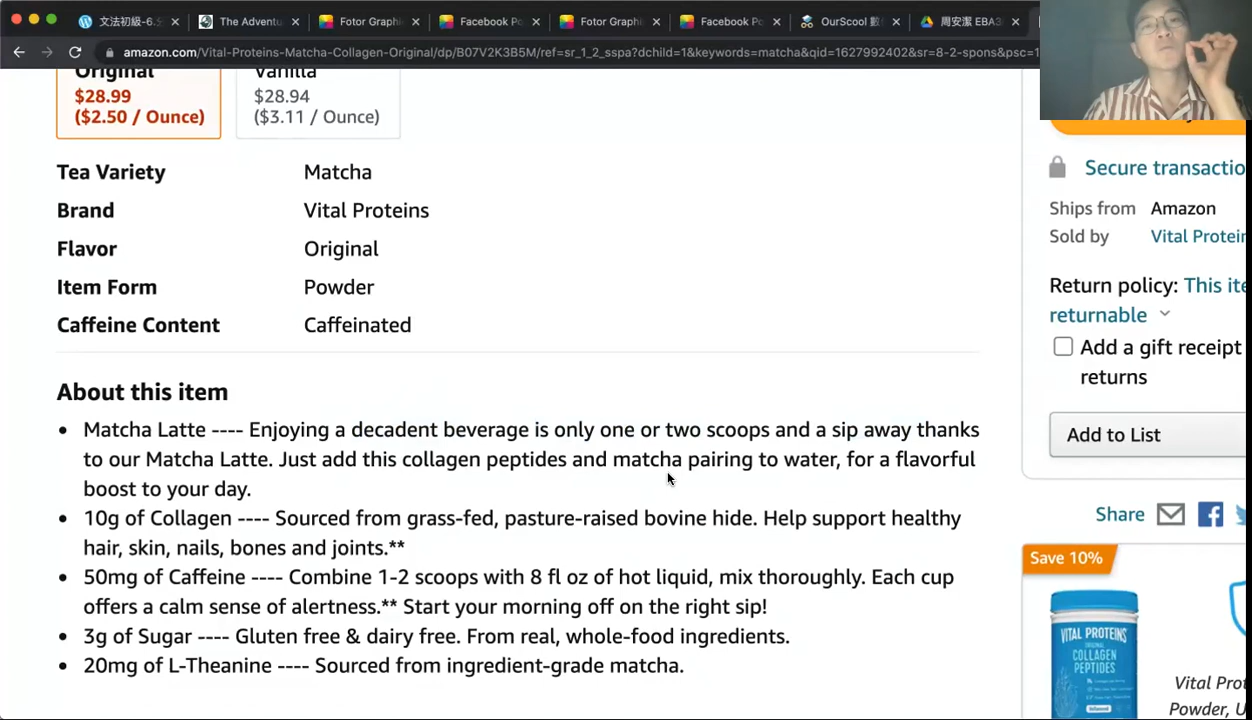 文法初級-6.
The Adventu
Fotor Graphi
Facebook Po
Fotor Graphi
Facebook Po
OurScool 數
周安潔 EBA3
amazon.com/Vital-Proteins-Matcha-Collagen-Original/dp/B07V2K3B5M/ref=sr_1_2_sspa?dchild=1&keywords=matcha&qid=1627992402&sr=8-2-spons&psc=1
Original
Vanilla
$28.99
$28.94
($2.50 / Ounce)
($3.11 / Ounce)
Tea Variety Matcha
Brand Vital Proteins
Flavor Original
Item Form Powder
Caffeine Content Caffeinated
About this item
Matcha Latte ---- Enjoying a decadent beverage is only one or two scoops and a sip away thanks
to our Matcha Latte. Just add this collagen peptides and matcha pairing to water, for a flavorful
boost to your day.
10g of Collagen ---- Sourced from grass-fed, pasture-raised bovine hide. Help support healthy
hair, skin, nails, bones and joints.**
50mg of Caffeine ---- Combine 1-2 scoops with 8 fl oz of hot liquid, mix thoroughly. Each cup
offers a calm sense of alertness.** Start your morning off on the right sip!
3g of Sugar ---- Gluten free & dairy free. From real, whole-food ingredients.
20mg of L-Theanine ---- Sourced from ingredient-grade matcha.
Secure transactio
Ships from Amazon
Sold by Vital Protein
Return policy: This ite
returnable
Add a gift receipt
returns
Add to List
Share
Save 10%
VITAL PROTEINS
COLLAGEN
PEPTIDES
Vital Prot
Powder, U